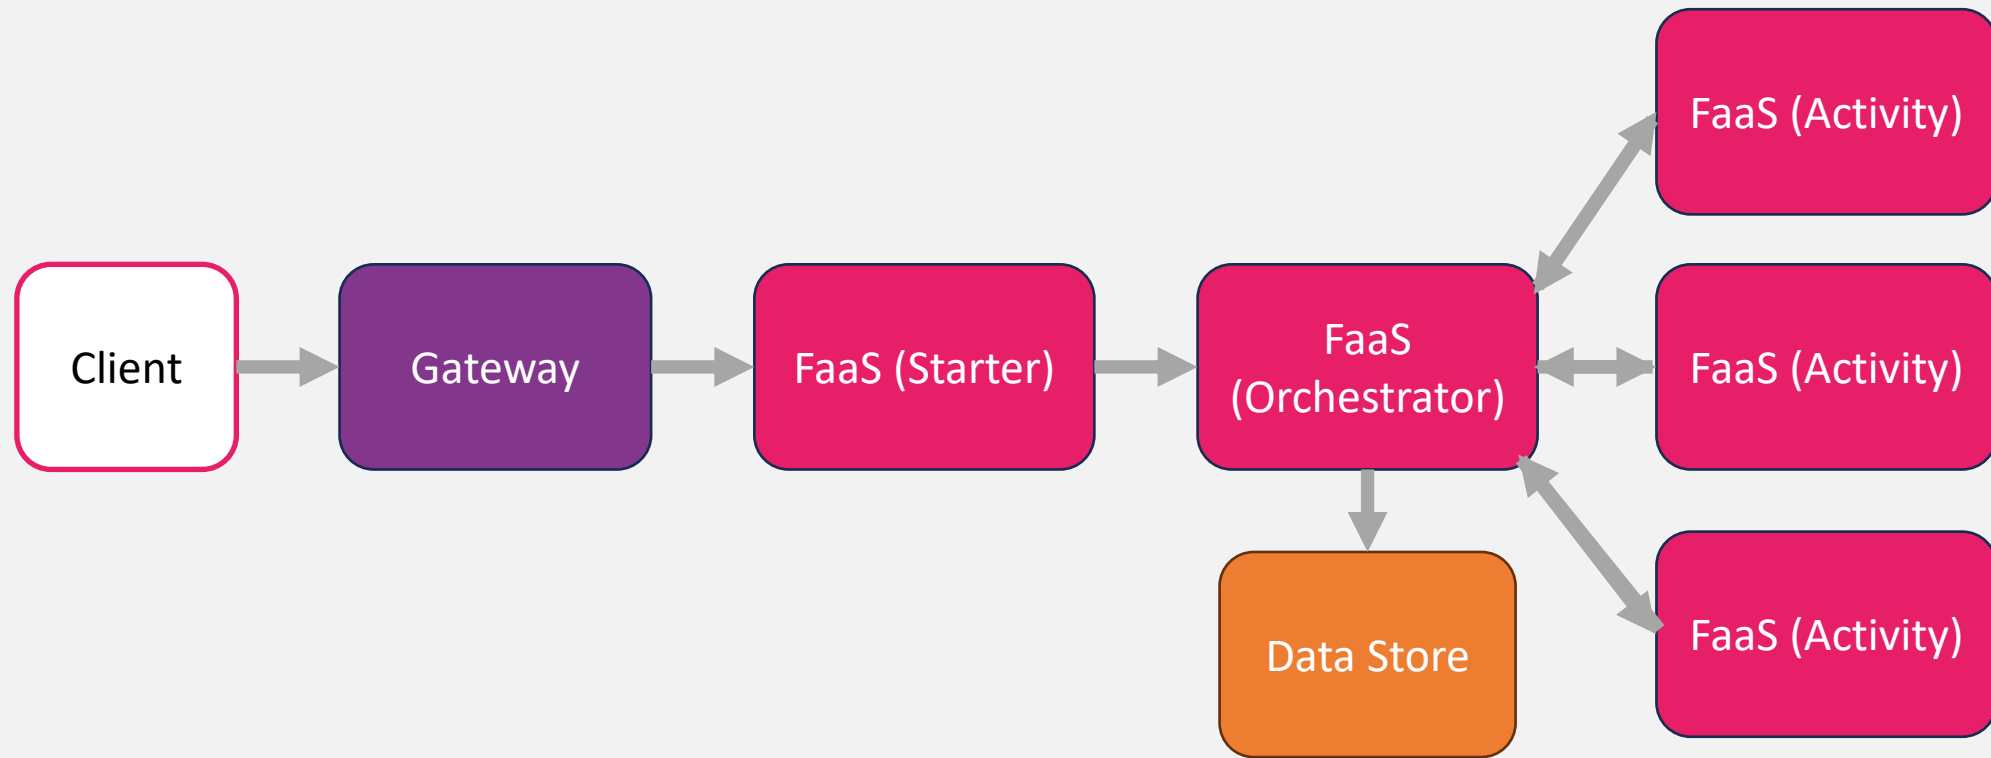 Client
Gateway
FaaS (Starter)
FaaS
(Orchestrator)
FaaS (Activity)
FaaS (Activity)
FaaS (Activity)
Data Store